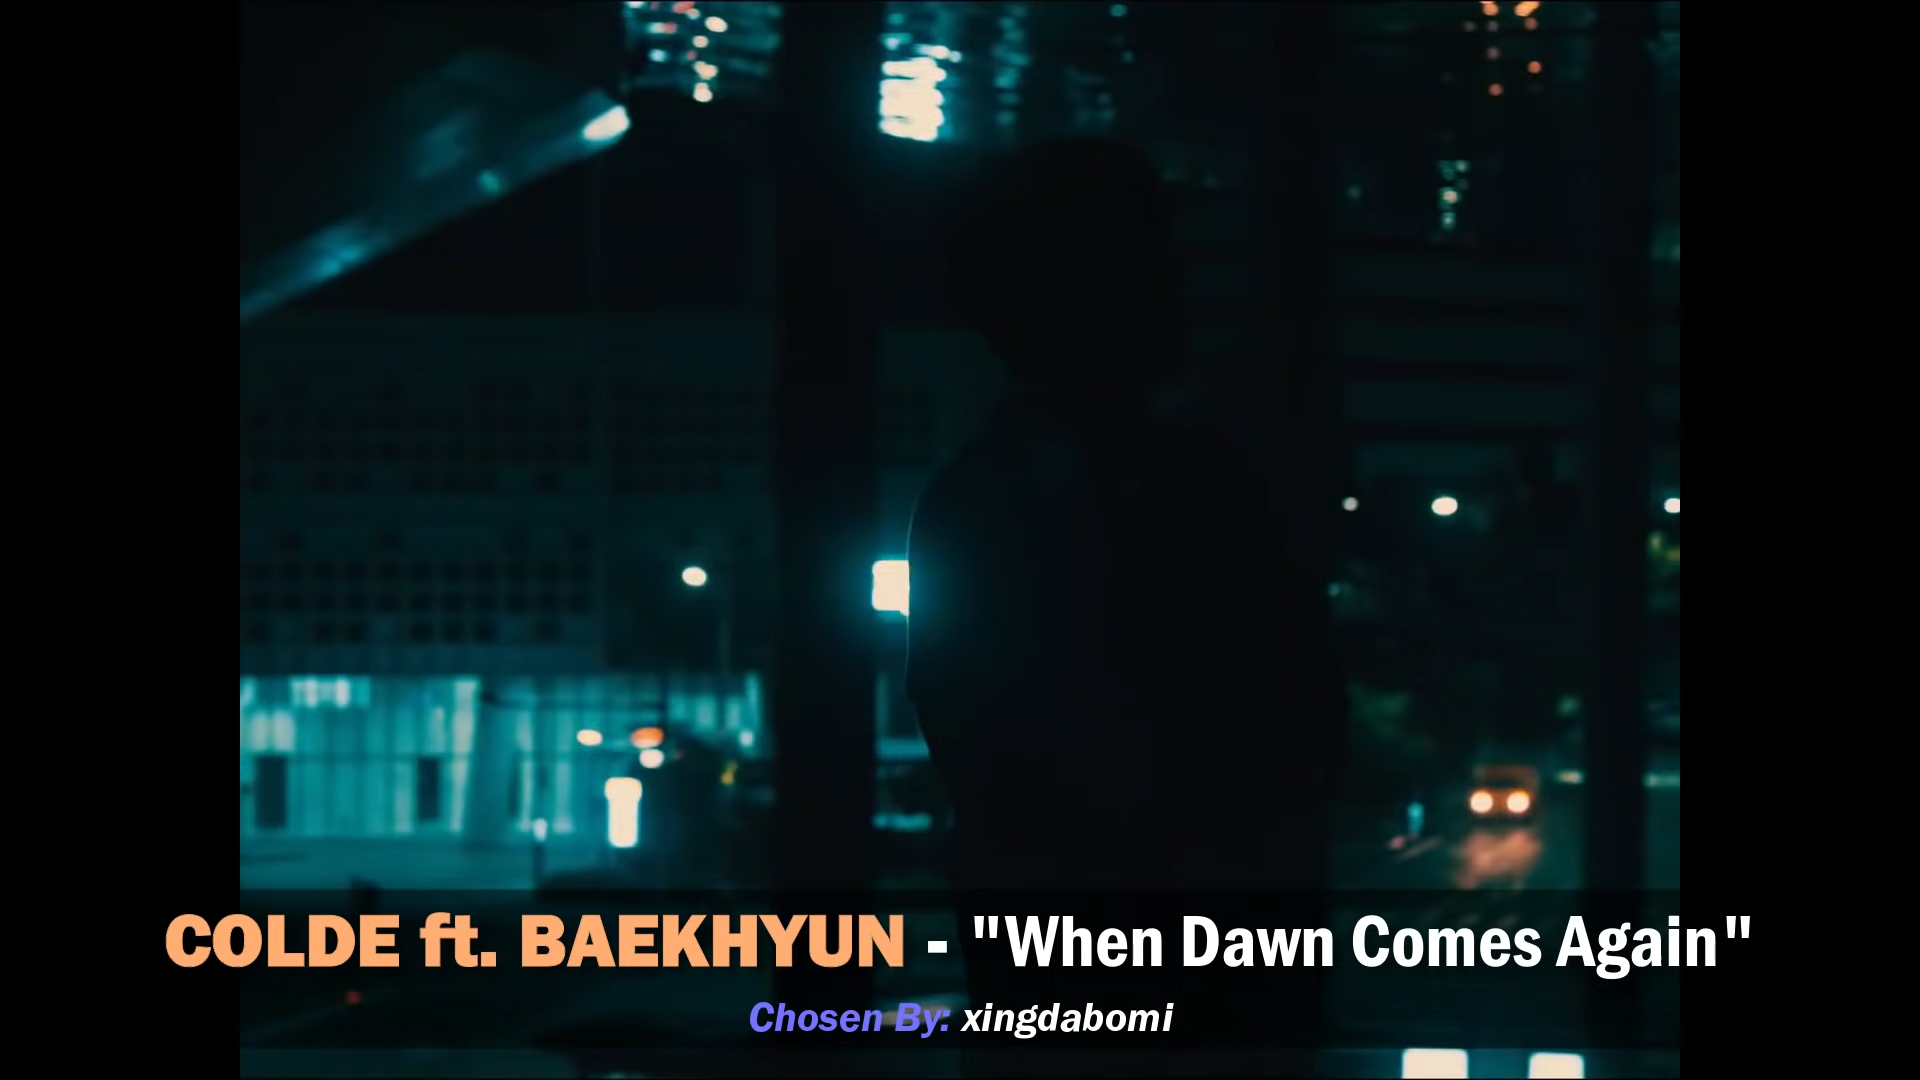 COLDE ft. BAEKHYUN - "When Dawn Comes Again"
Chosen By: xingdabomi